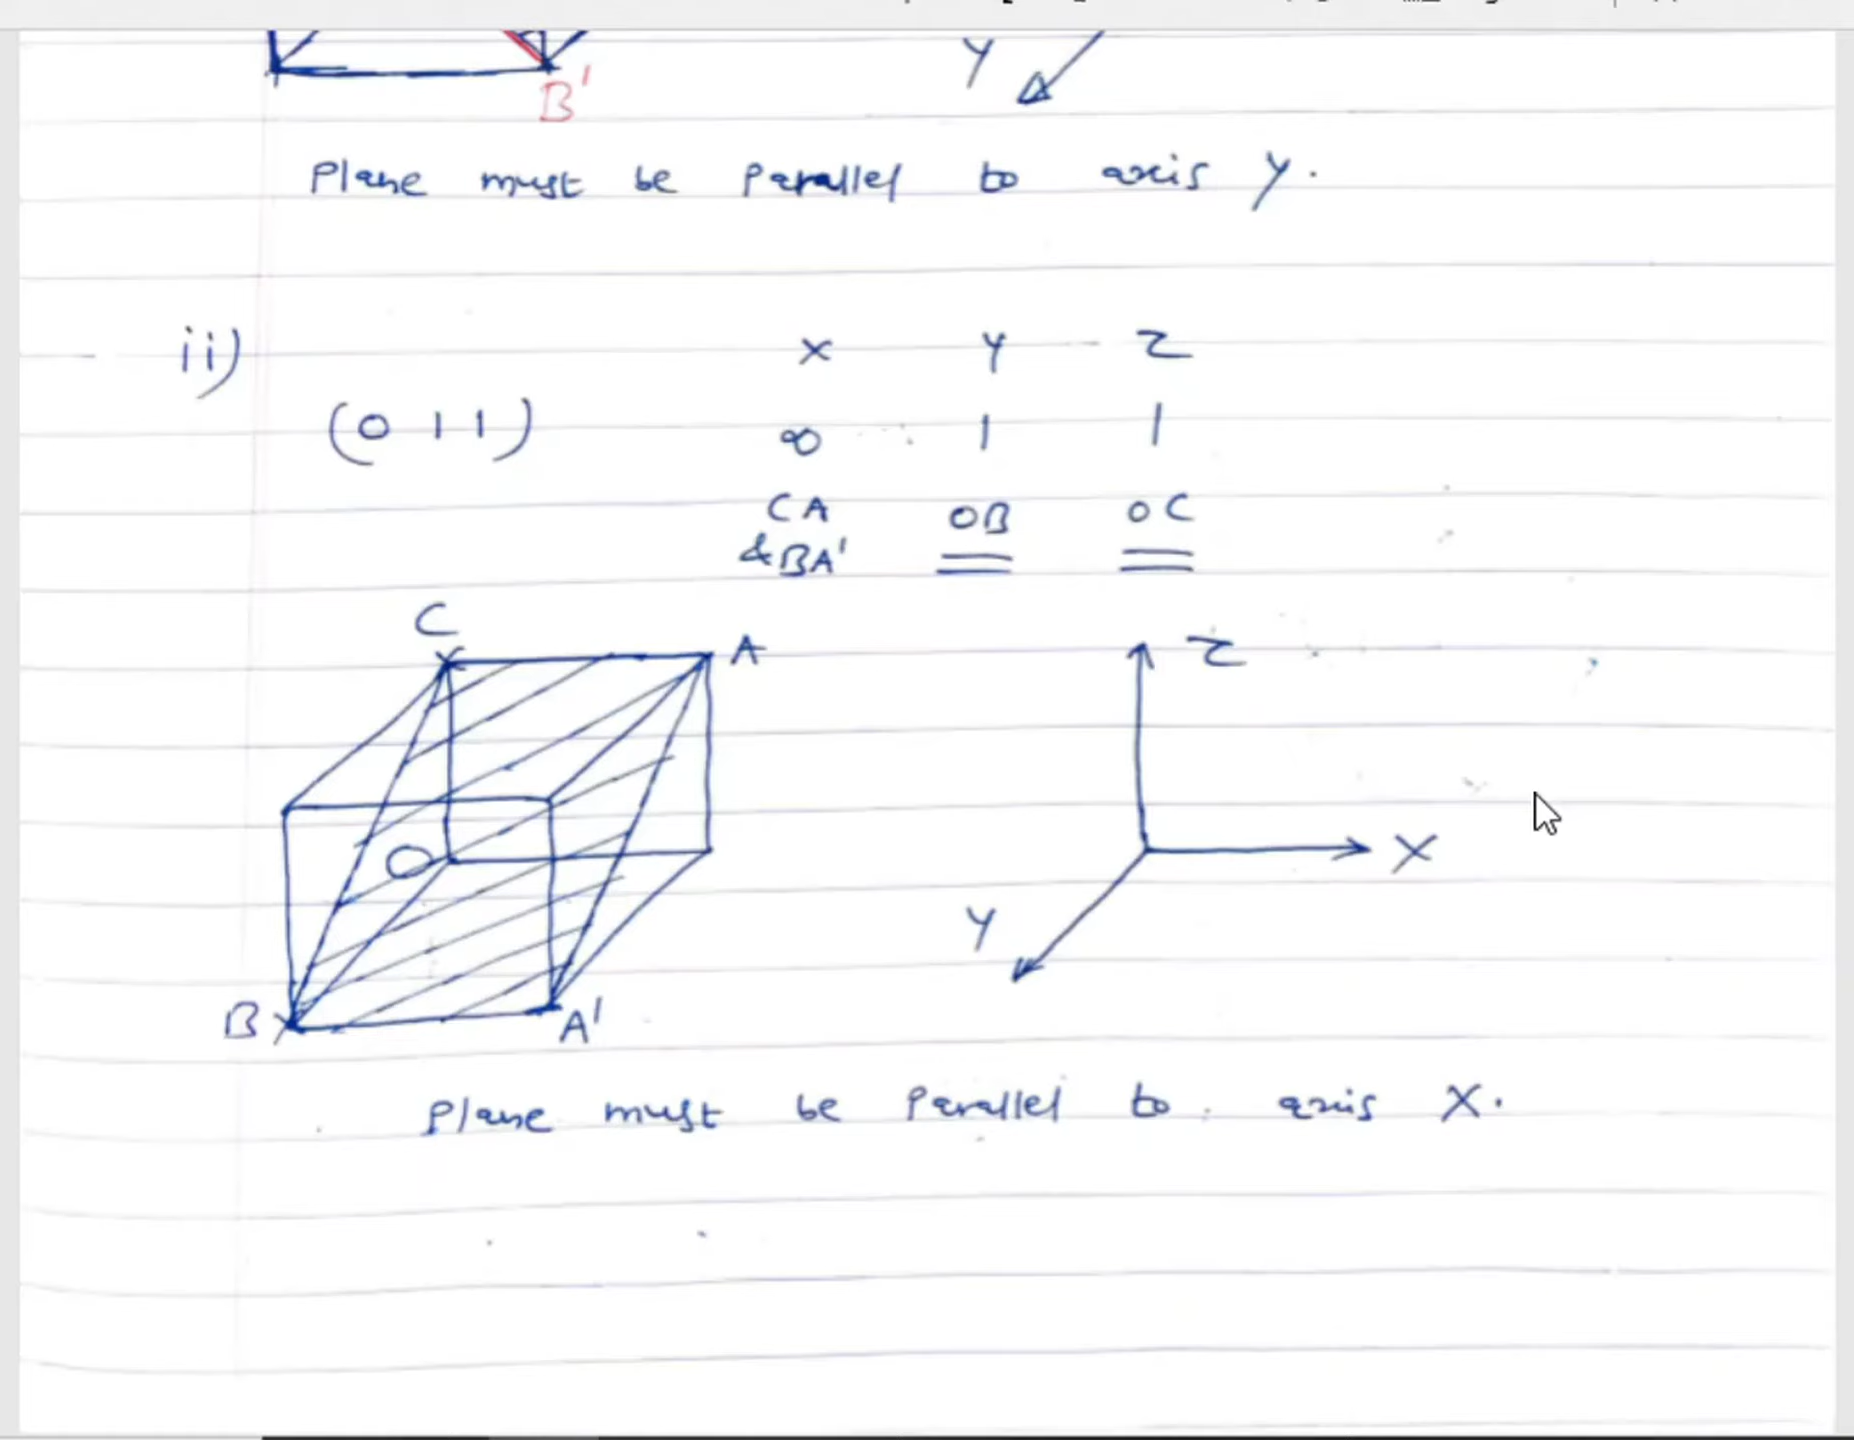 Y
B'
Plane must be Parallel to axis Y.
ii) X Y Z
(0 1 1) ∞ 1 1
CA OB OC
& BA'
C
A
Z
O
X
Y
B
A'
Plane must be Parallel to axis X.